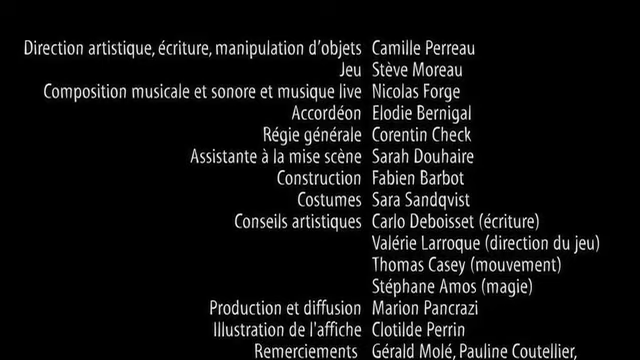 Direction artistique, écriture, manipulation d'objets Camille Perreau
Jeu Stève Moreau
Composition musicale et sonore et musique live Nicolas Forge
Accordéon Elodie Bernigal
Régie générale Corentin Check
Assistante à la mise scène Sarah Douhaire
Construction Fabien Barbot
Costumes Sara Sandqvist
Conseils artistiques Carlo Deboisset (écriture)
Valérie Larroque (direction du jeu)
Thomas Casey (mouvement)
Stéphane Amos (magie)
Production et diffusion Marion Pancrazi
Illustration de l'affiche Clotilde Perrin
Remerciements Gérald Molé, Pauline Coutellier,